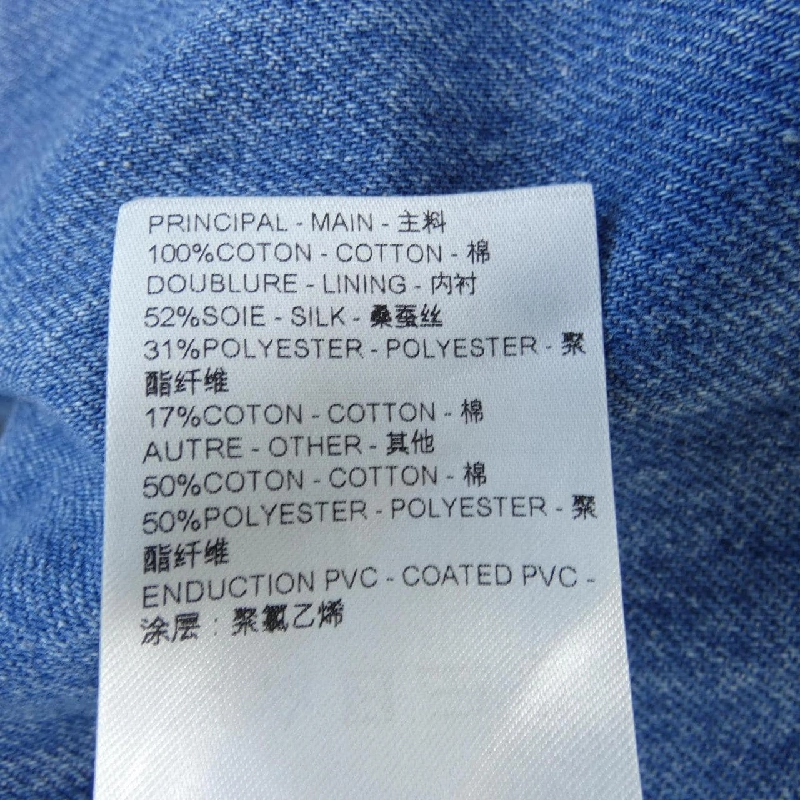 PRINCIPAL - MAIN - 主料
100%COTON - COTTON - 棉
DOUBLURE - LINING - 内衬
52%SOIE - SILK - 桑蚕丝
31%POLYESTER - POLYESTER - 聚
酯纤维
17%COTON - COTTON - 棉
AUTRE - OTHER - 其他
50%COTON - COTTON - 棉
50%POLYESTER - POLYESTER - 聚
酯纤维
ENDUCTION PVC - COATED PVC -
涂层 : 聚氯乙烯